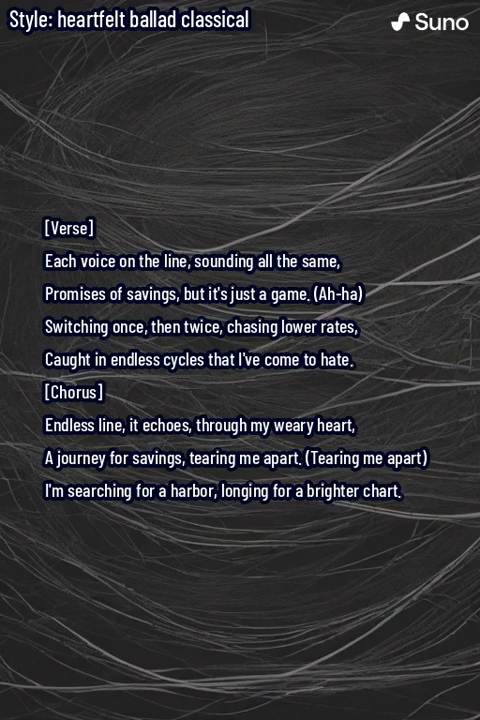 Style: heartfelt ballad classical
Suno
[Verse]
Each voice on the line, sounding all the same,
Promises of savings, but it's just a game. (Ah-ha)
Switching once, then twice, chasing lower rates,
Caught in endless cycles that I've come to hate.
[Chorus]
Endless line, it echoes, through my weary heart,
A journey for savings, tearing me apart. (Tearing me apart)
I'm searching for a harbor, longing for a brighter chart.